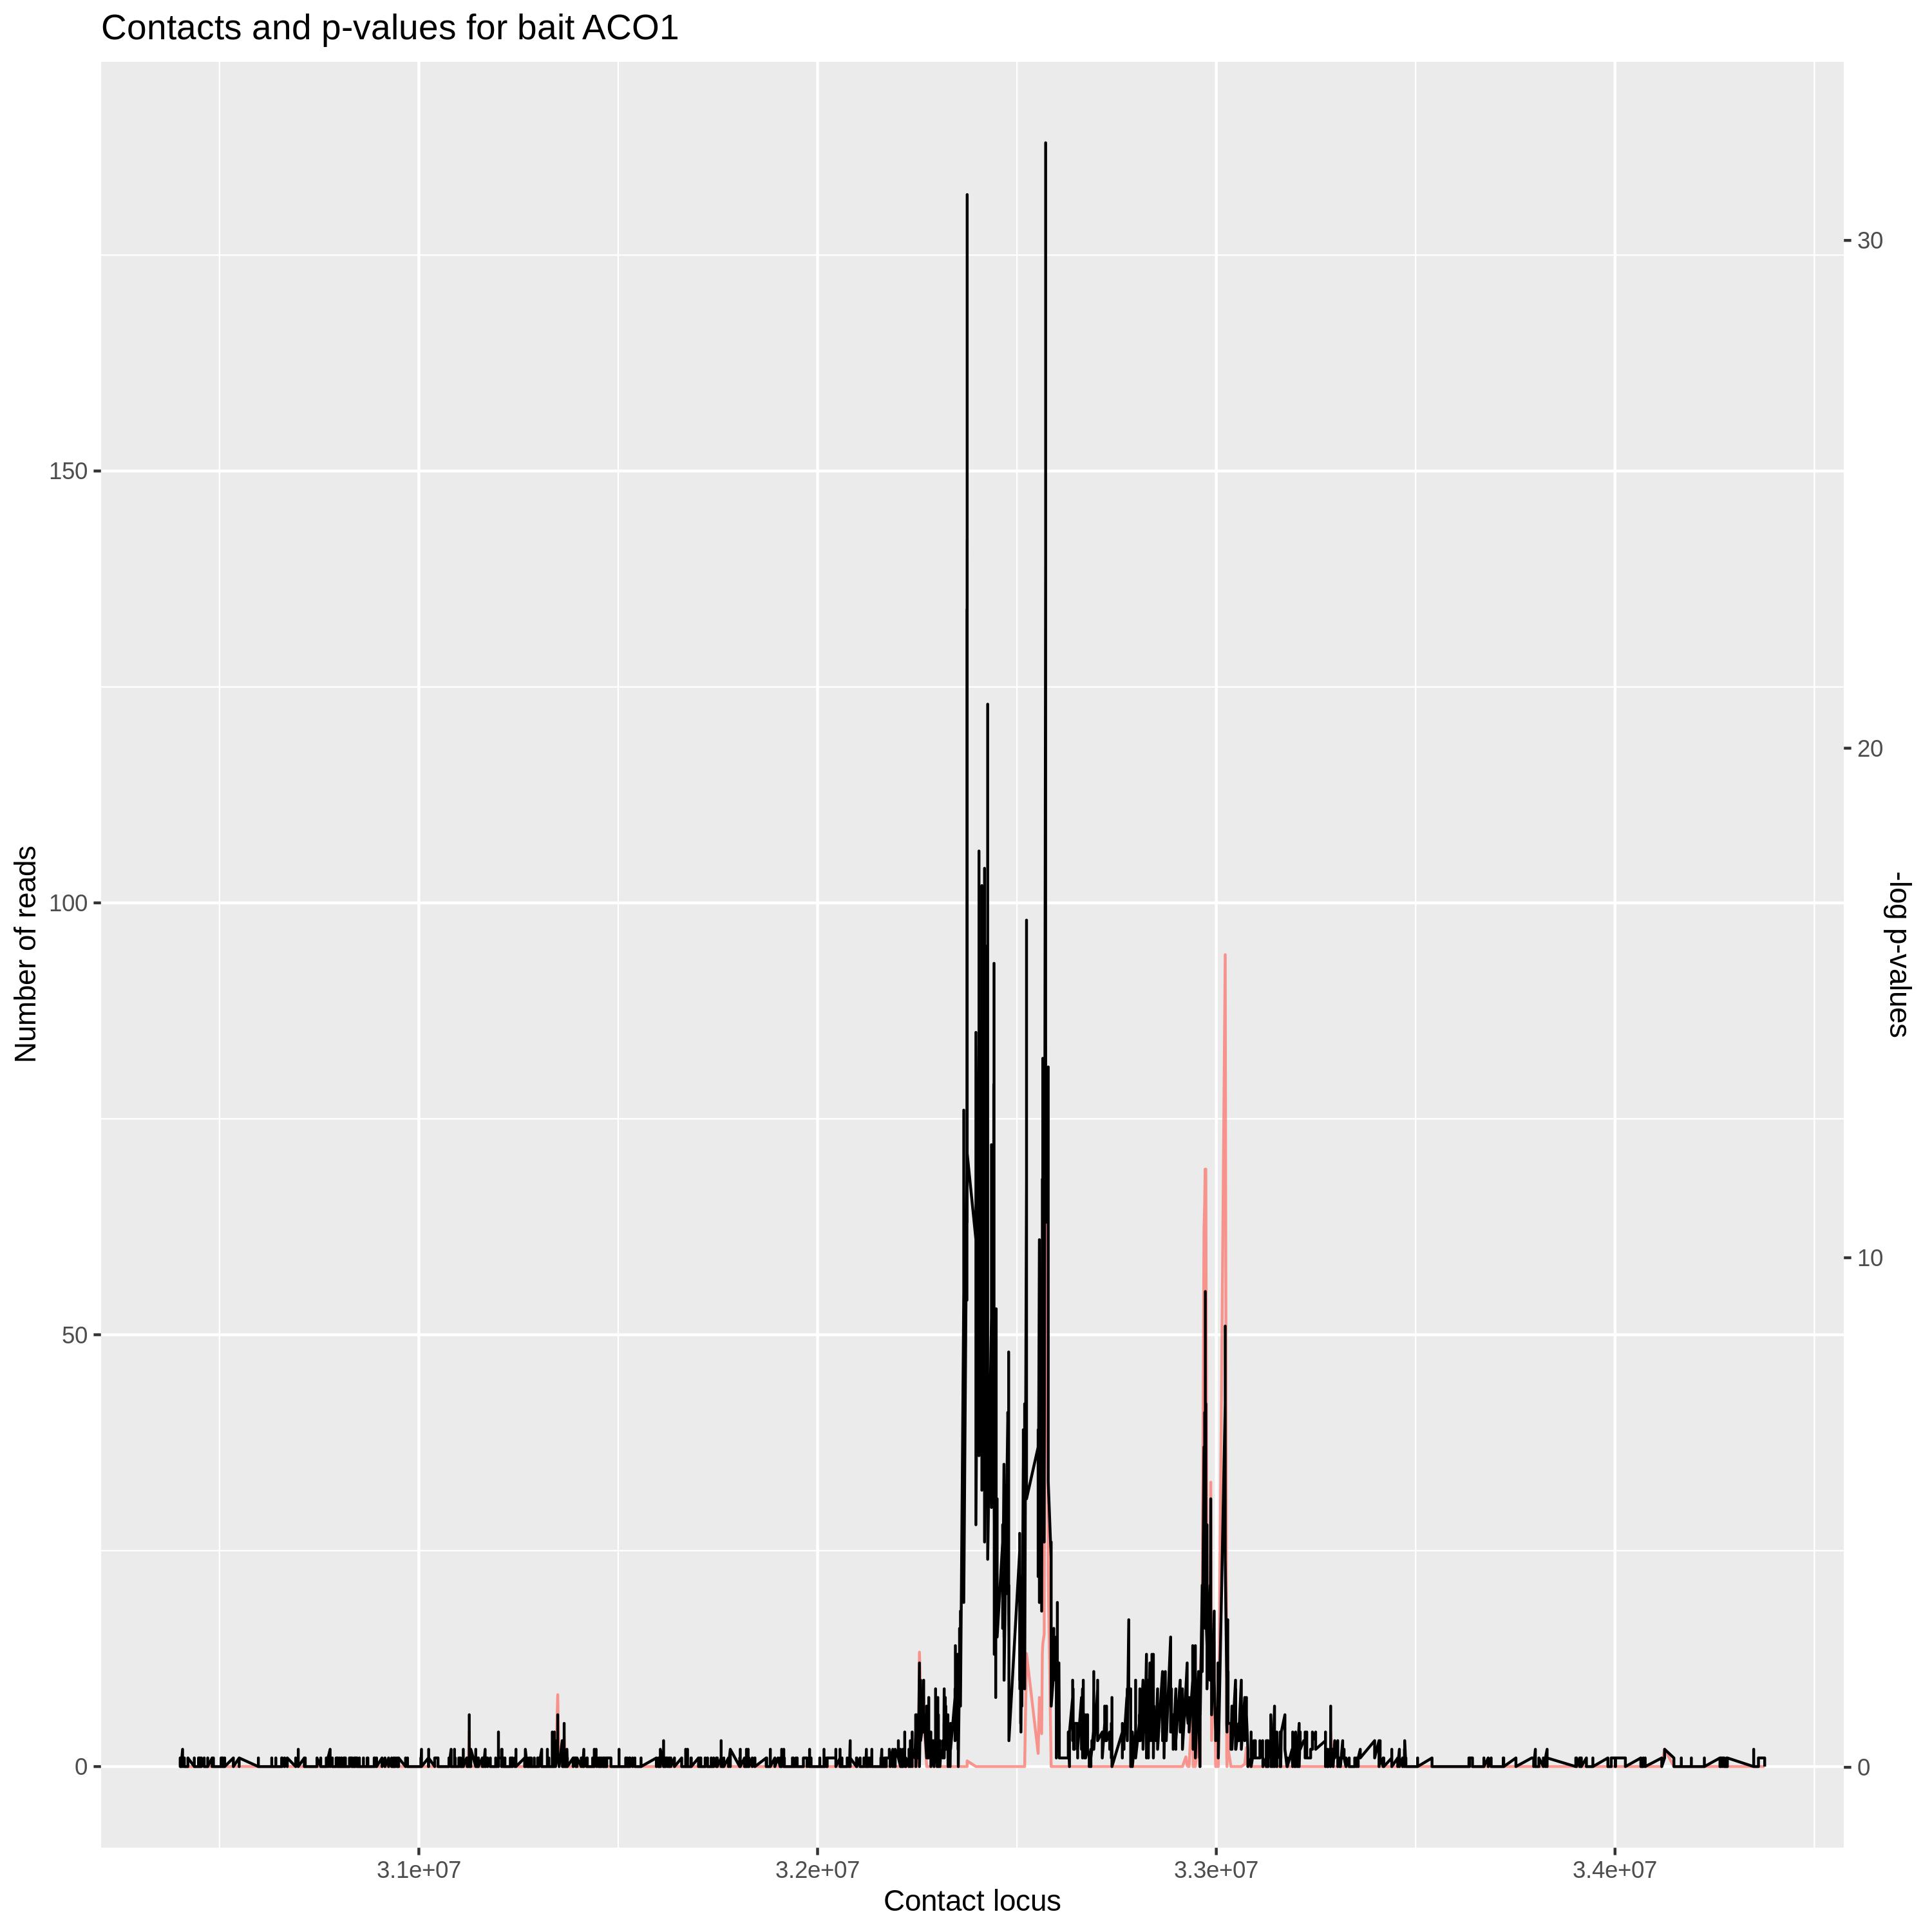 Contacts and p-values for bait ACO1
Number of reads
150
100
50
0
30
20
10
0
-log p-values
3.1e+07
3.2e+07
3.3e+07
3.4e+07
Contact locus